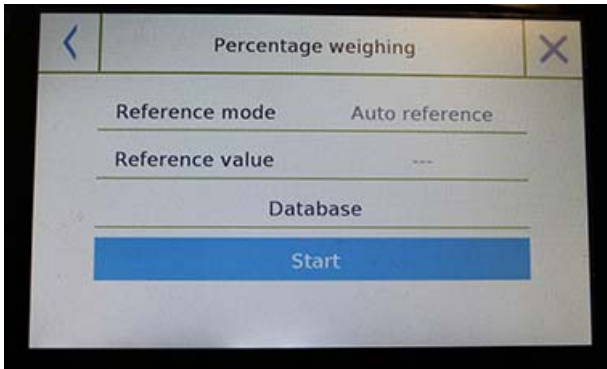 Percentage weighing
Reference mode Auto reference
Reference value ---
Database
Start